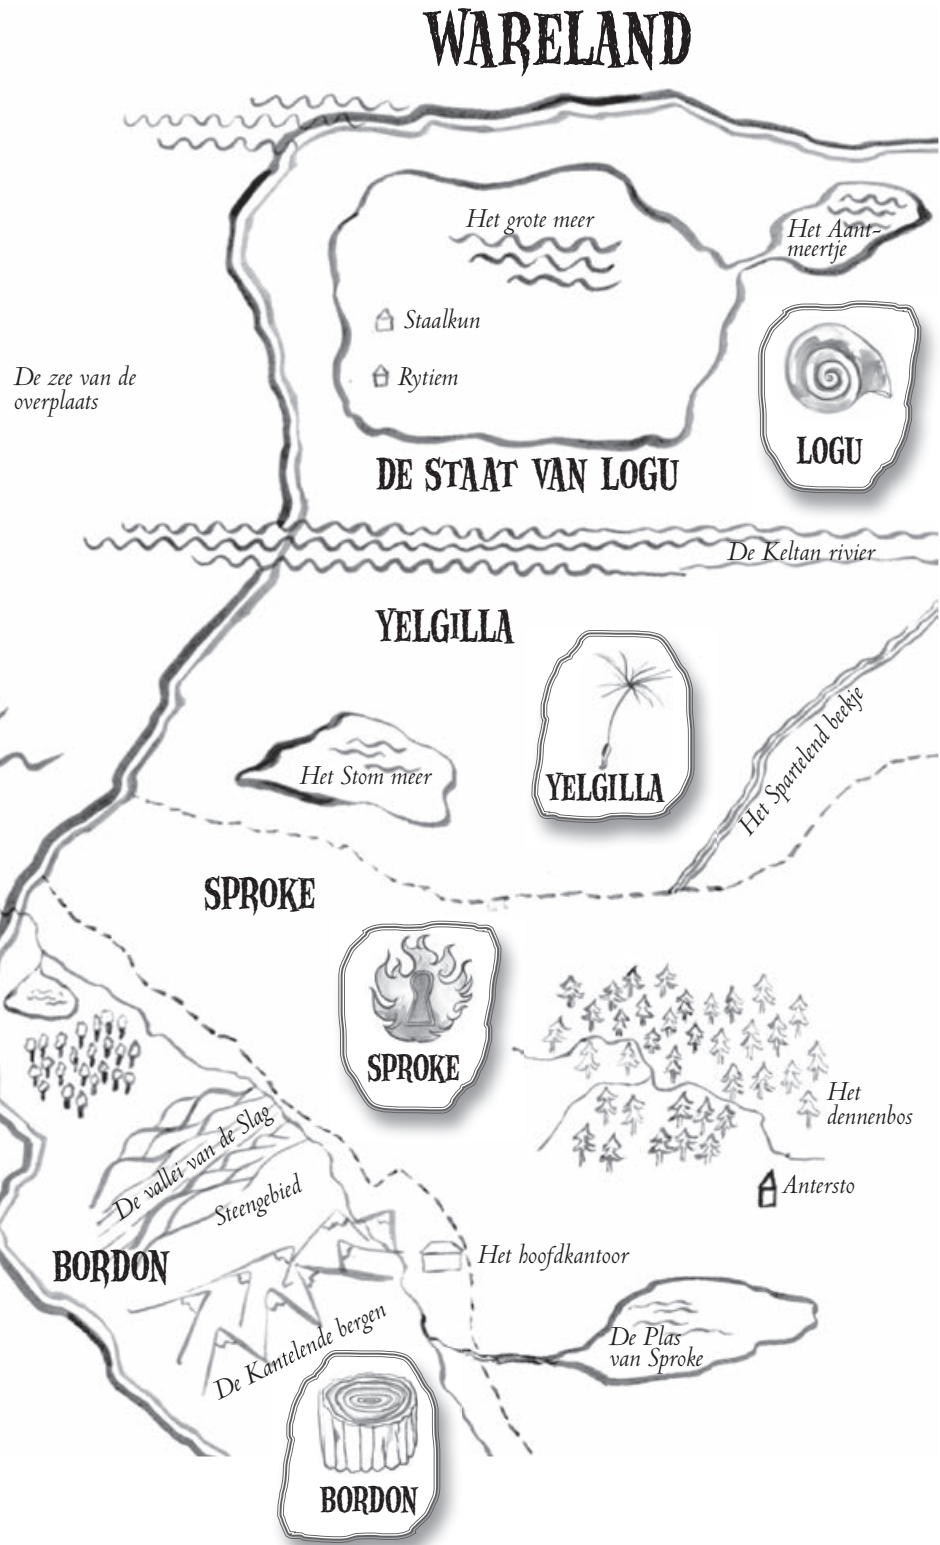 WARELAND
Het grote meer
Het Aant-
meertje
Staalkun
Rytiem
De zee van de
overplaats
LOGU
DE STAAT VAN LOGU
De Keltan rivier
YELGILLA
YELGILLA
Het Spartelend beekje
Het Stom meer
SPROKE
SPROKE
Het
dennenbos
De vallei van de Slag
Antersto
Steengebied
BORDON
Het hoofdkantoor
De Plas
van Sproke
De Kantelende bergen
BORDON